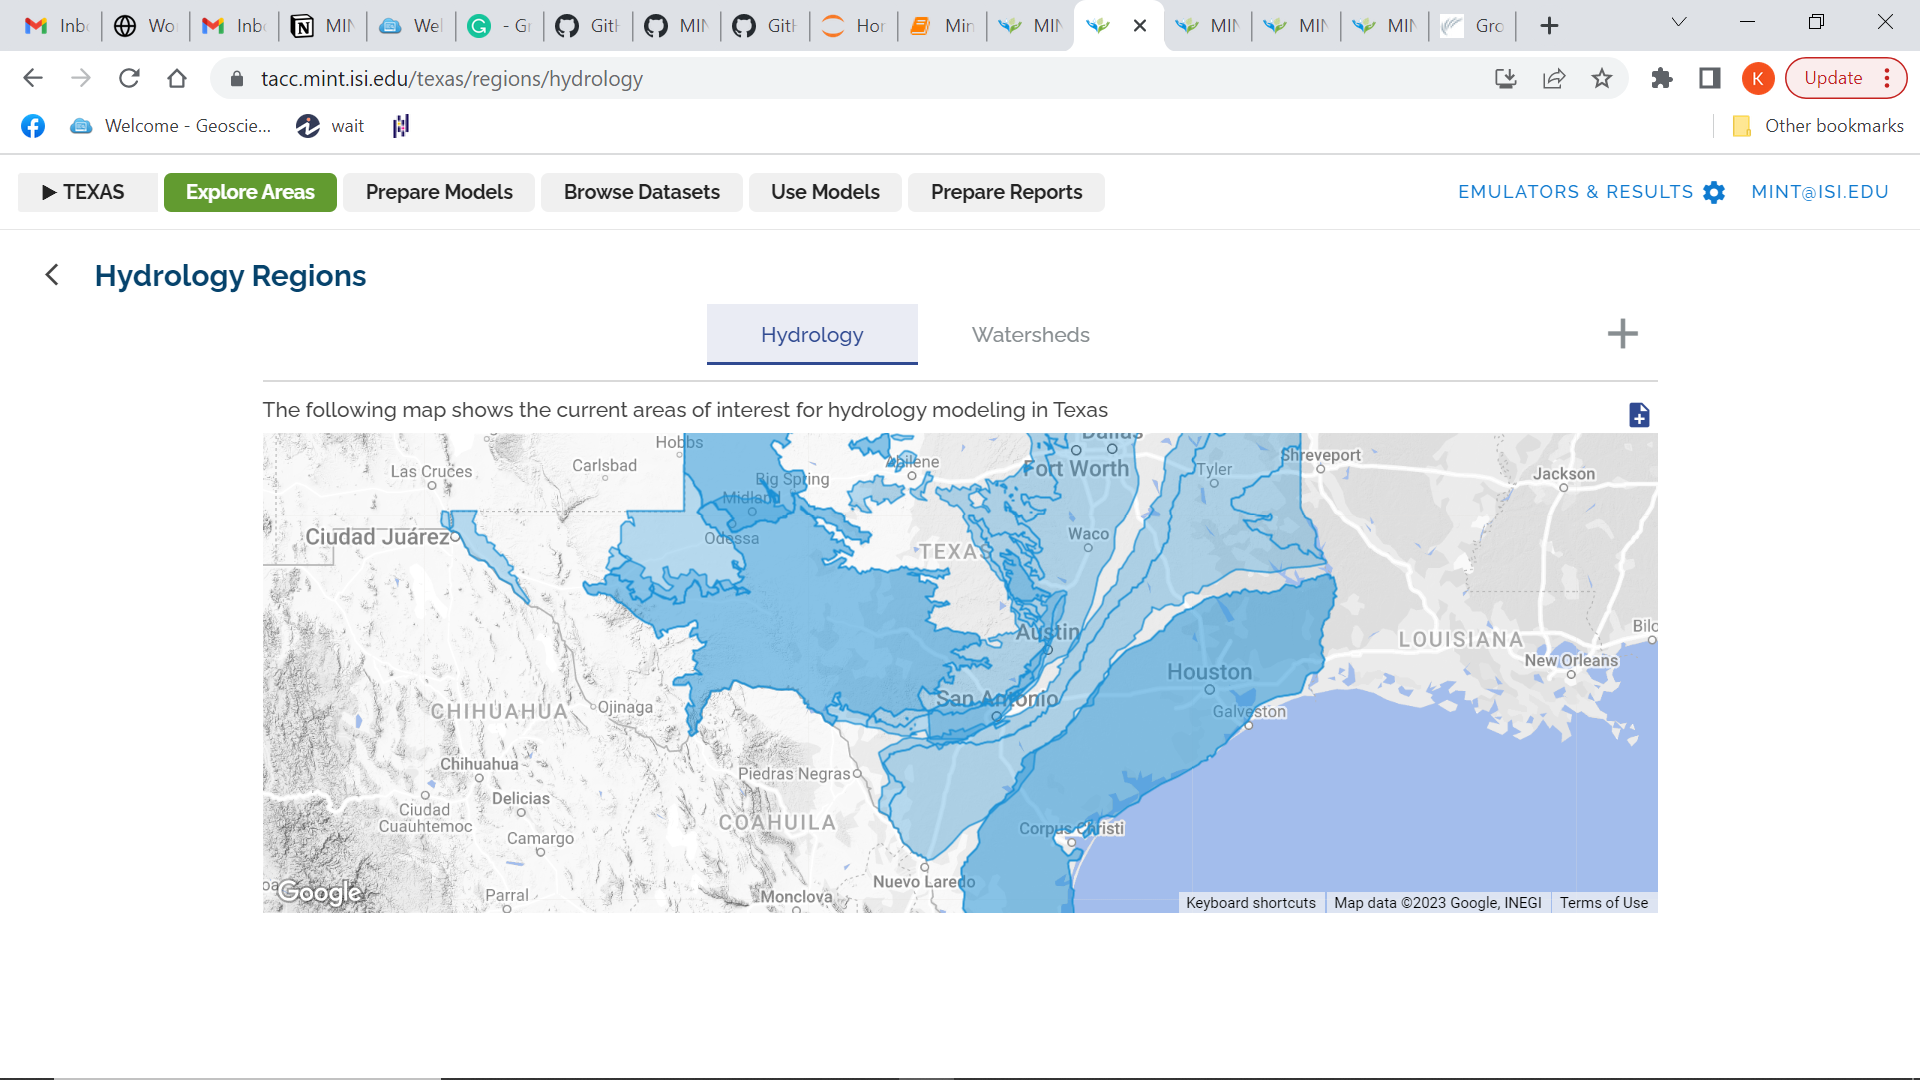 Inb
Wo
Inb
MIN
Wel
- Gr
Git
MIN
Git
Hor
Min
MIN
MIN
MIN
MIN
Gro
tacc.mint.isi.edu/texas/regions/hydrology
K
Update
Welcome - Geoscie...
wait
Other bookmarks
TEXAS
Explore Areas
Prepare Models
Browse Datasets
Use Models
Prepare Reports
EMULATORS & RESULTS
MINT@ISI.EDU
Hydrology Regions
Hydrology
Watersheds
The following map shows the current areas of interest for hydrology modeling in Texas
Hobbs
Dallas
Las Cruces
Carlsbad
Abilene
Fort Worth
Tyler
Shreveport
Jackson
Big Spring
Midland
Ciudad Juárez
Odessa
TEXAS
Waco
Austin
LOUISIANA
Bilo
New Orleans
Houston
San Antonio
CHIHUAHUA
Ojinaga
Galveston
Chihuahua
Piedras Negras
Delicias
Ciudad
Cuauhtemoc
COAHUILA
Corpus Christi
Camargo
Nuevo Laredo
Parral
Monclova
Google
Keyboard shortcuts
Map data ©2023 Google, INEGI
Terms of Use